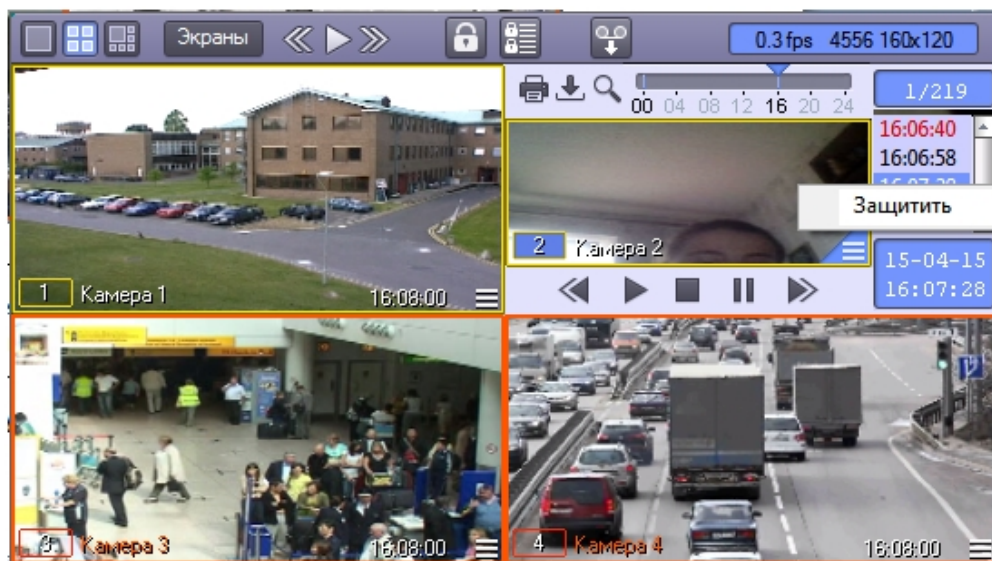 Экраны
0.3 fps 4556 160x120
00 04 08 12 16 20 24
1/219
16:06:40
16:06:58
Защитить
2 Камера 2
15-04-15
16:07:28
1 Камера 1 16:08:00
3 Камера 3 16:08:00
4 Камера 4 16:08:00